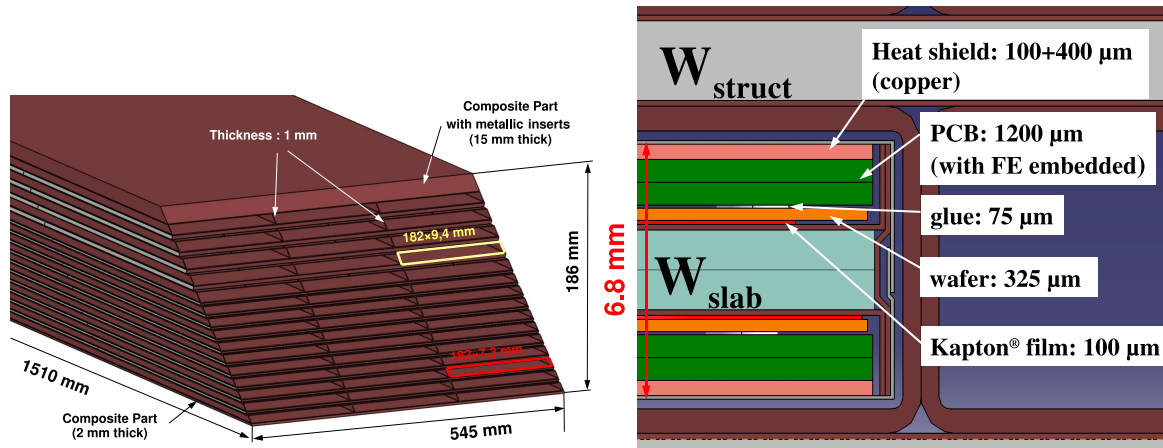 Composite Part
with metallic inserts
(15 mm thick)
Thickness : 1 mm
182×9,4 mm
186 mm
182×7,3 mm
1510 mm
Composite Part
(2 mm thick)
545 mm
W struct
Heat shield: 100+400 µm
(copper)
PCB: 1200 µm
(with FE embedded)
glue: 75 µm
wafer: 325 µm
6.8 mm
W slab
Kapton® film: 100 µm